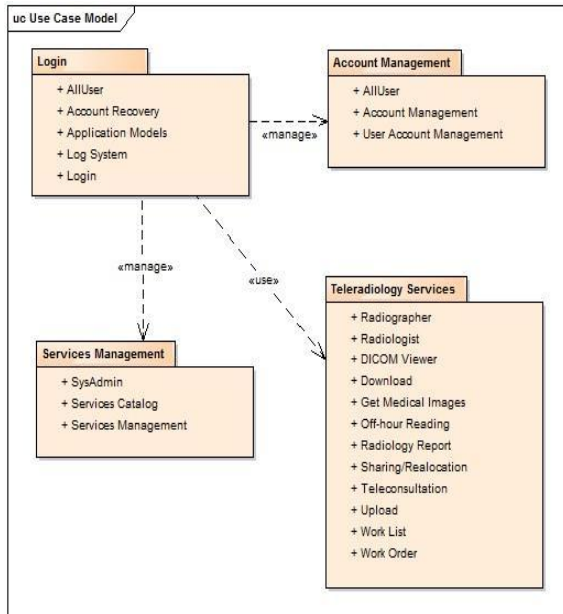 uc Use Case Model
Login
+ AllUser
+ Account Recovery
+ Application Models
+ Log System
+ Login
Account Management
+ AllUser
+ Account Management
+ User Account Management
«manage»
«manage»
«use»
Services Management
+ SysAdmin
+ Services Catalog
+ Services Management
Teleradiology Services
+ Radiographer
+ Radiologist
+ DICOM Viewer
+ Download
+ Get Medical Images
+ Off-hour Reading
+ Radiology Report
+ Sharing/Realocation
+ Teleconsultation
+ Upload
+ Work List
+ Work Order